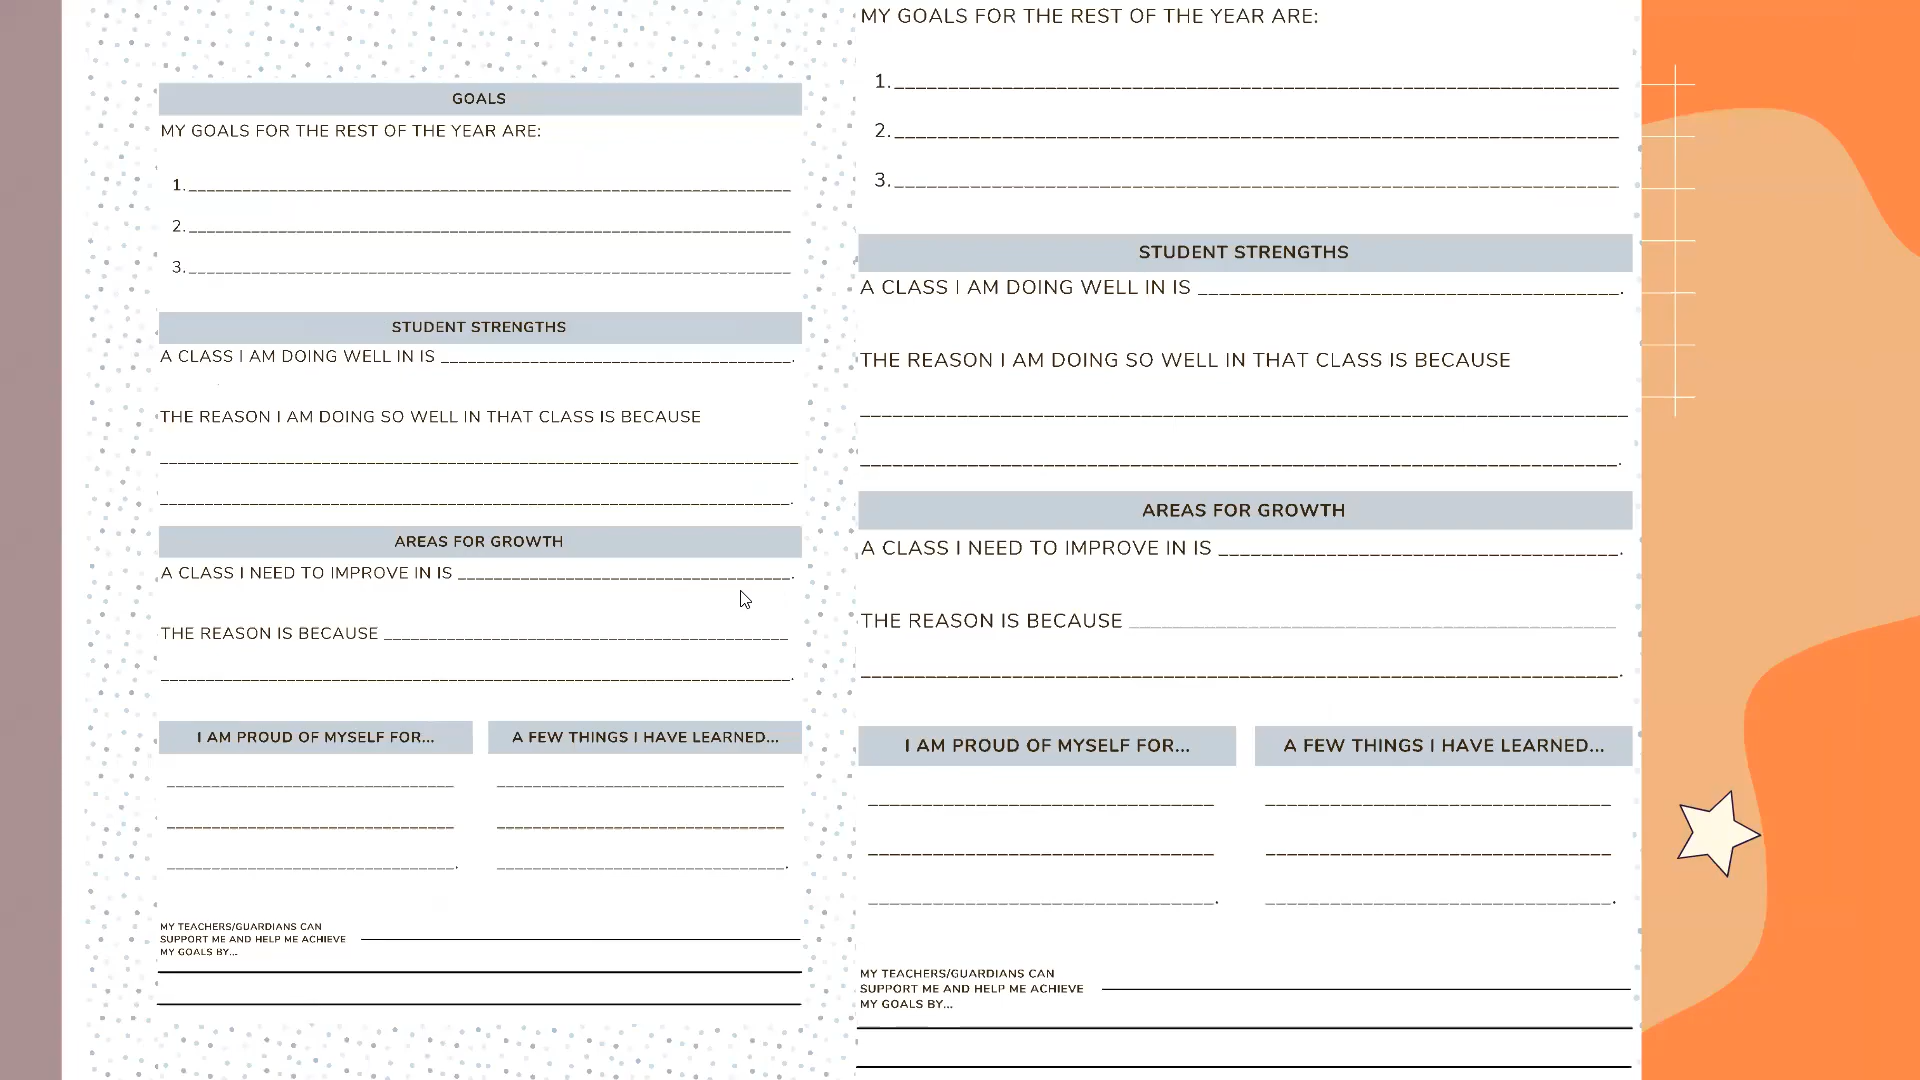 GOALS
MY GOALS FOR THE REST OF THE YEAR ARE:
1.
2.
3.
STUDENT STRENGTHS
A CLASS I AM DOING WELL IN IS ______.
THE REASON I AM DOING SO WELL IN THAT CLASS IS BECAUSE
AREAS FOR GROWTH
A CLASS I NEED TO IMPROVE IN IS ______.
THE REASON IS BECAUSE ______
I AM PROUD OF MYSELF FOR...
A FEW THINGS I HAVE LEARNED...
MY TEACHERS/GUARDIANS CAN
SUPPORT ME AND HELP ME ACHIEVE
MY GOALS BY...
MY GOALS FOR THE REST OF THE YEAR ARE:
1.
2.
3.
STUDENT STRENGTHS
A CLASS I AM DOING WELL IN IS ______.
THE REASON I AM DOING SO WELL IN THAT CLASS IS BECAUSE
AREAS FOR GROWTH
A CLASS I NEED TO IMPROVE IN IS ______.
THE REASON IS BECAUSE ______
I AM PROUD OF MYSELF FOR...
A FEW THINGS I HAVE LEARNED...
MY TEACHERS/GUARDIANS CAN
SUPPORT ME AND HELP ME ACHIEVE
MY GOALS BY...